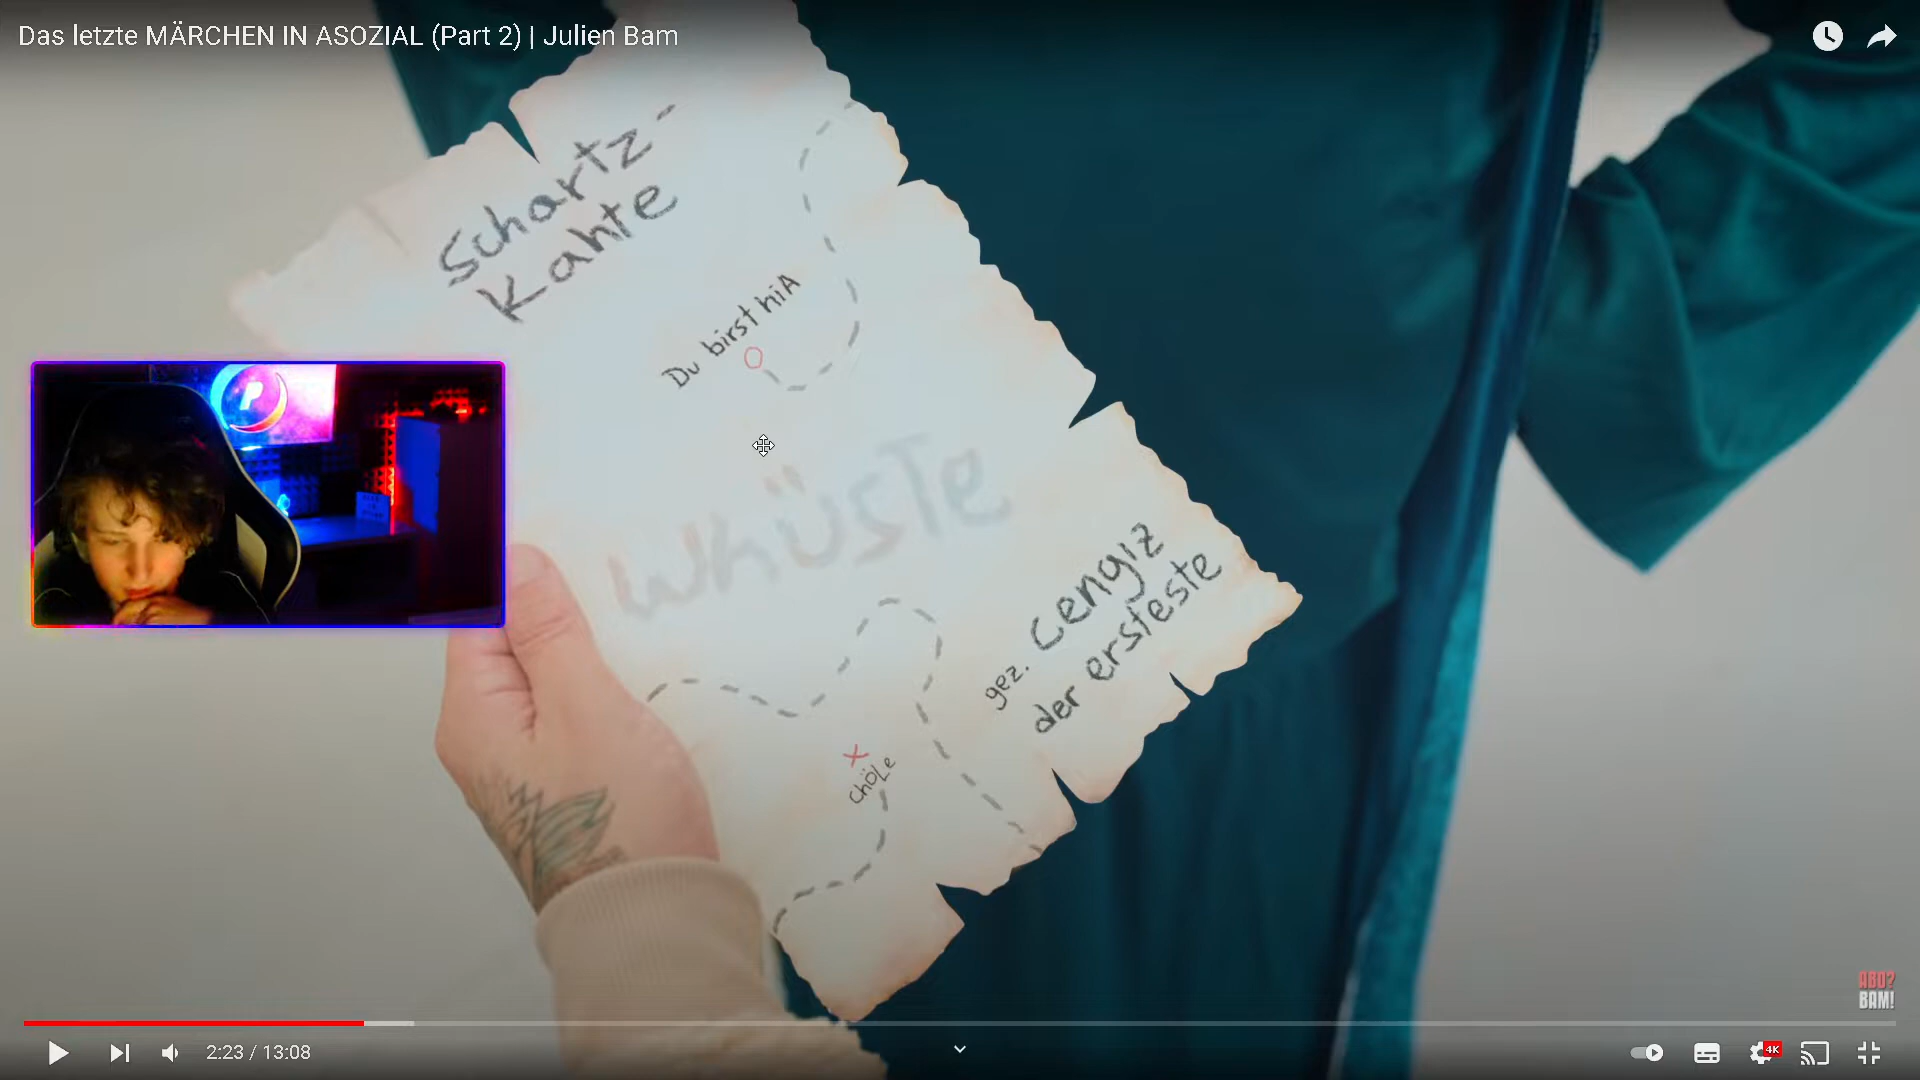 Das letzte MÄRCHEN IN ASOZIAL (Part 2) | Julien Bam
Schartz-
Kahte
Du birst hiA
P
whüste
gez. Cengiz
der ersteste
x
chöLe
ABO?
BAM!
2:23 / 13:08
4K